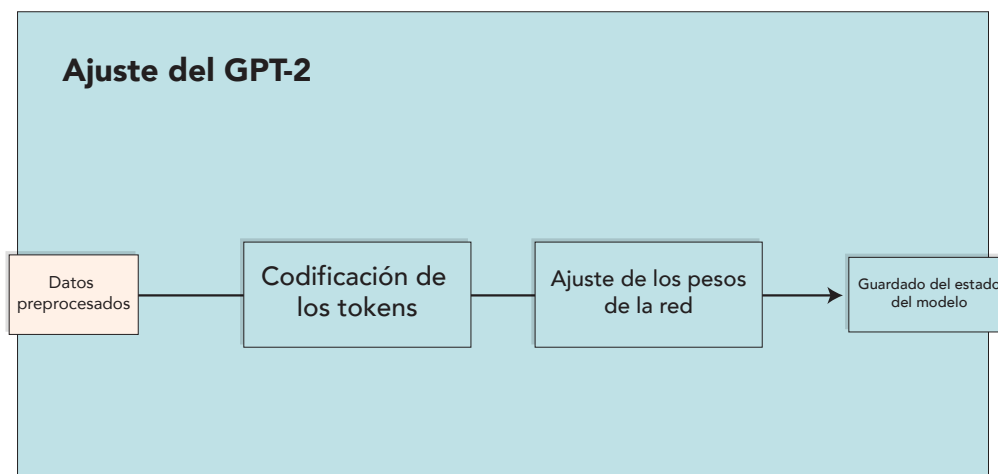 Ajuste del GPT-2
Datos
preprocesados
Codificación de
los tokens
Ajuste de los pesos
de la red
Guardado del estado
del modelo